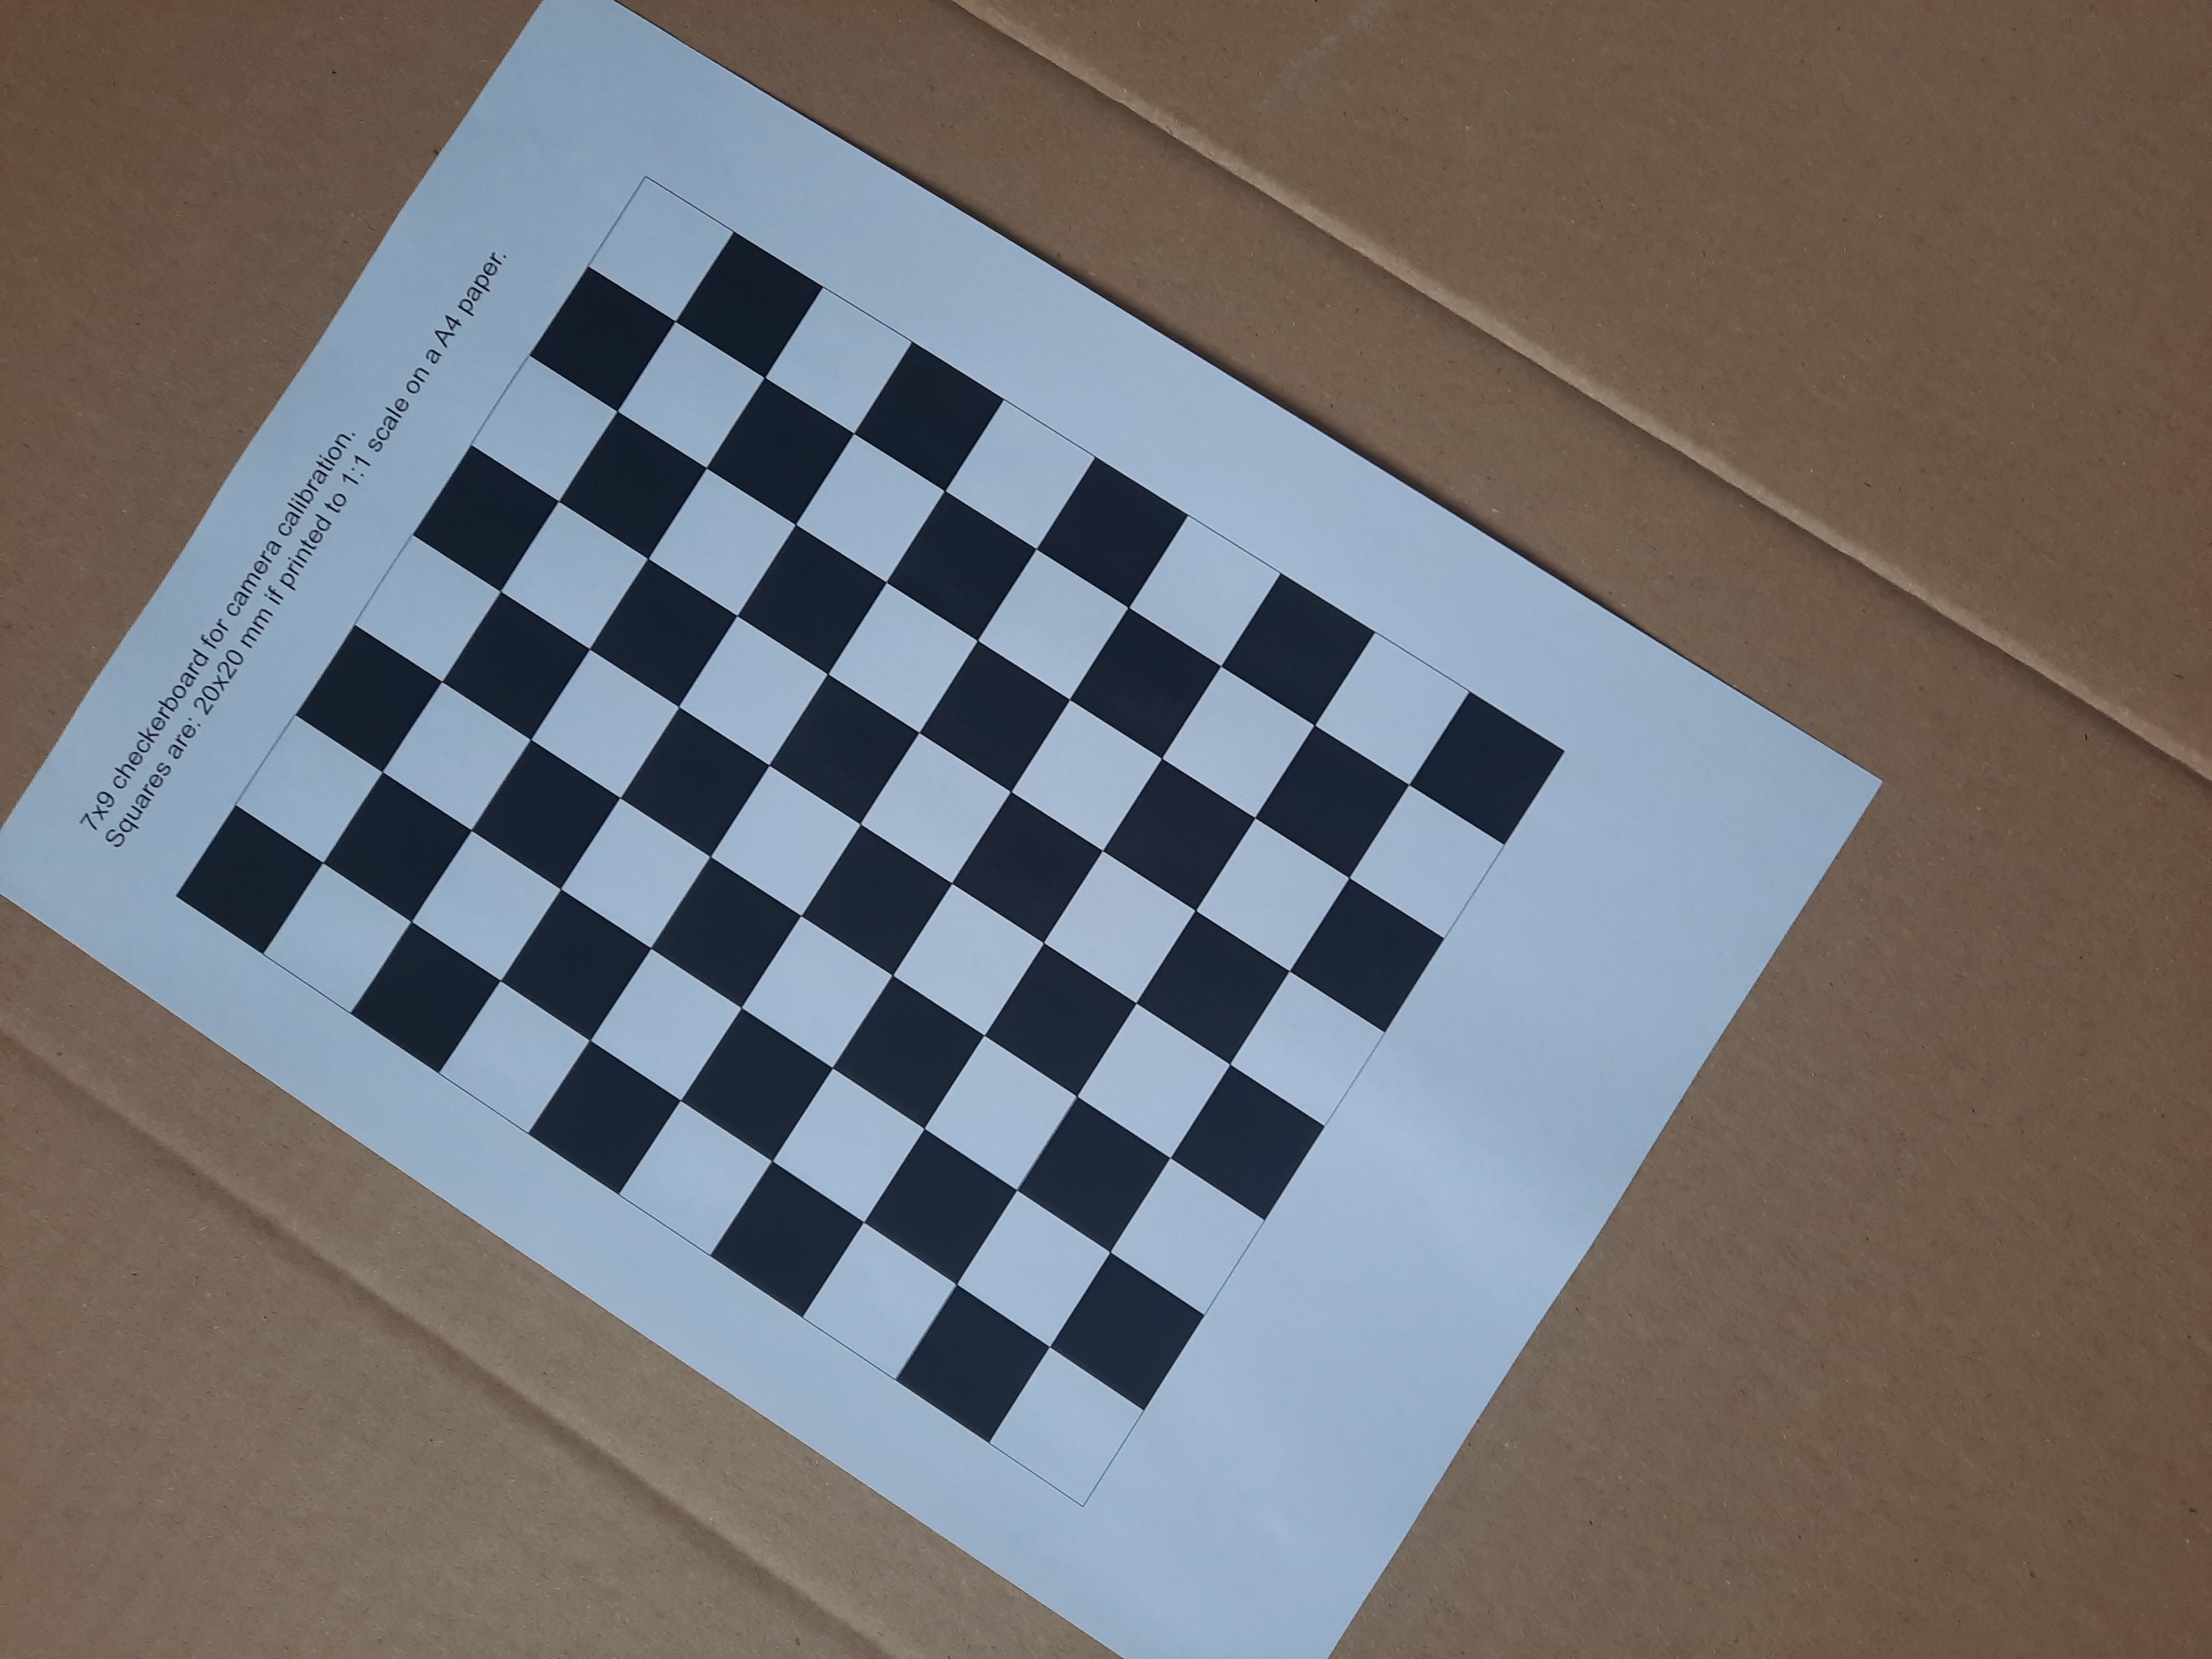 7x9 checkerboard for camera calibration.
Squares are: 20x20 mm if printed to 1:1 scale on a A4 paper.